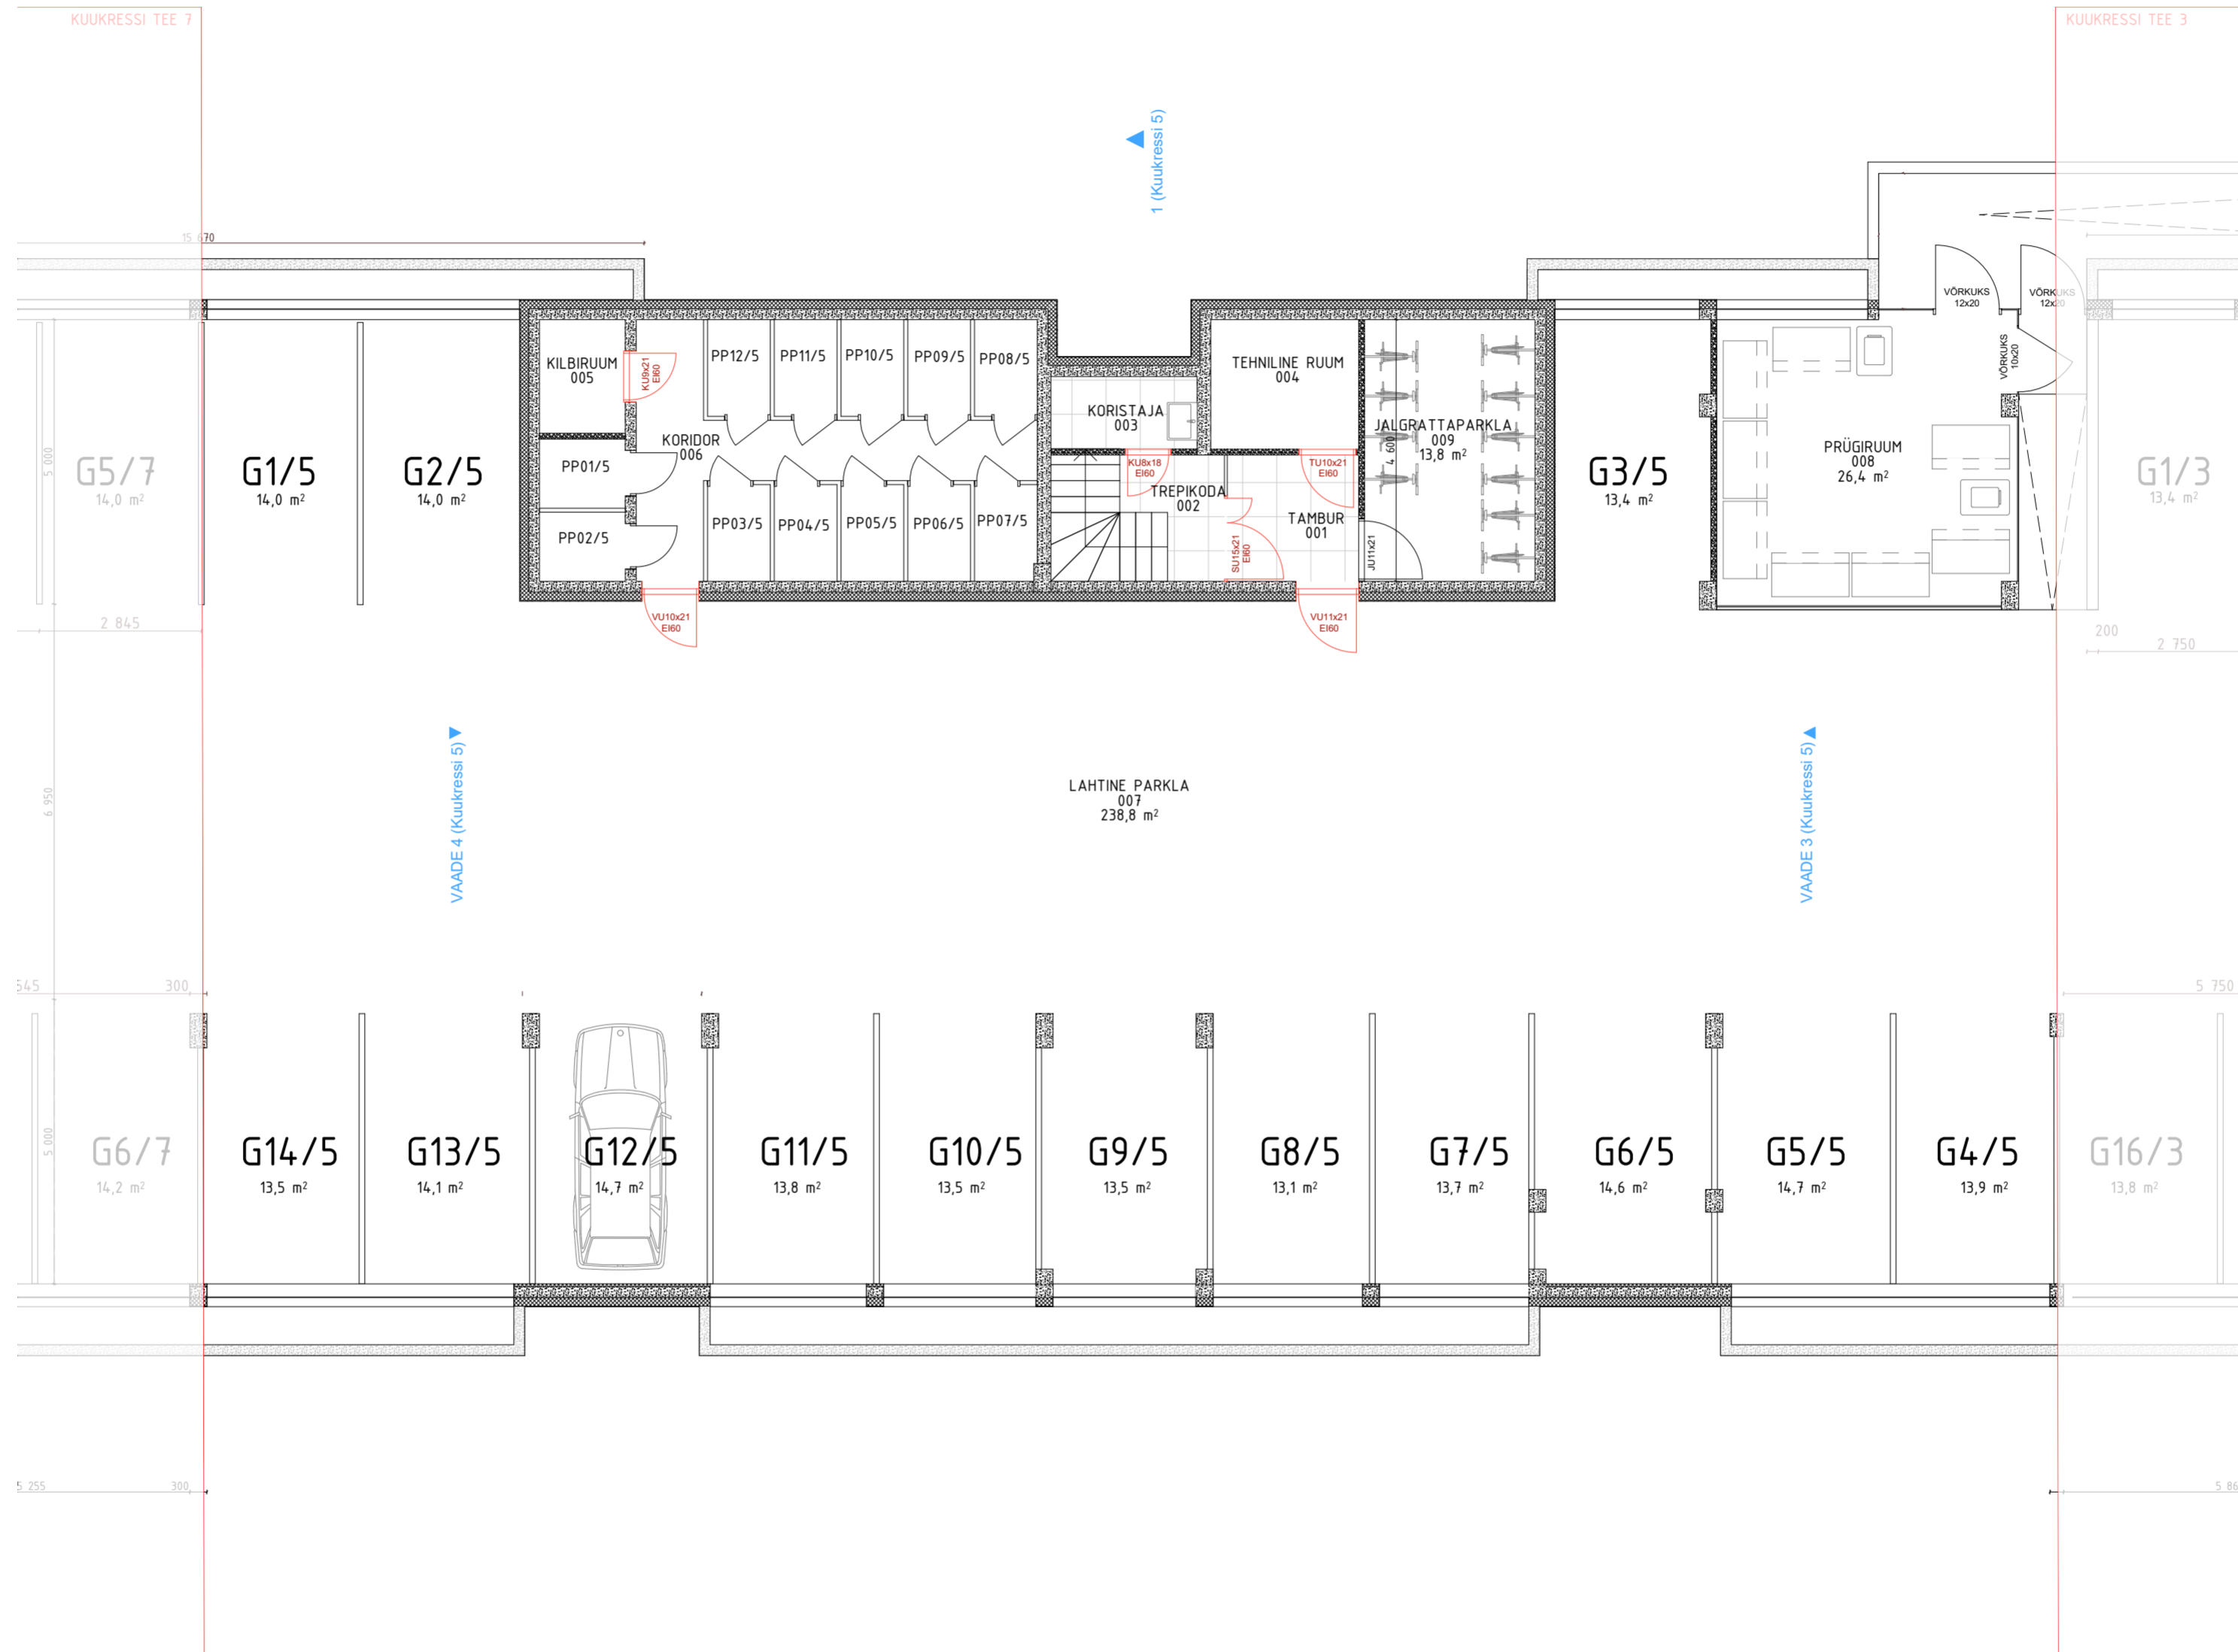 KUUKRESSI TEE 7
KUUKRESSI TEE 3
1 (Kuukressi 5)
15 670
VÕRKUKS
12x20
VÕRKUKS
12x20
VÕRKUKS
10x20
KILBIRUUM
005
KU9x21
EI60
PP12/5
PP11/5
PP10/5
PP09/5
PP08/5
TEHNILINE RUUM
004
KORISTAJA
003
JALGRATTAPARKLA
009
13,8 m²
4 600
KORIDOR
006
PRÜGIRUUM
008
26,4 m²
5 000
G5/7
14,0 m²
G1/5
14,0 m²
G2/5
14,0 m²
PP01/5
PP02/5
PP03/5
PP04/5
PP05/5
PP06/5
PP07/5
KU8x18
EI60
TU10x21
EI60
TREPIKODA
002
TAMBUR
001
SU15x21
EI60
JU11x21
G3/5
13,4 m²
G1/3
13,4 m²
VU10x21
EI60
VU11x21
EI60
2 845
200
2 750
6 950
VAADE 4 (Kuukressi 5)
LAHTINE PARKLA
007
238,8 m²
VAADE 3 (Kuukressi 5)
545
300
5 750
5 000
G6/7
14,2 m²
G14/5
13,5 m²
G13/5
14,1 m²
G12/5
14,7 m²
G11/5
13,8 m²
G10/5
13,5 m²
G9/5
13,5 m²
G8/5
13,1 m²
G7/5
13,7 m²
G6/5
14,6 m²
G5/5
14,7 m²
G4/5
13,9 m²
G16/3
13,8 m²
5 255
300
5 86